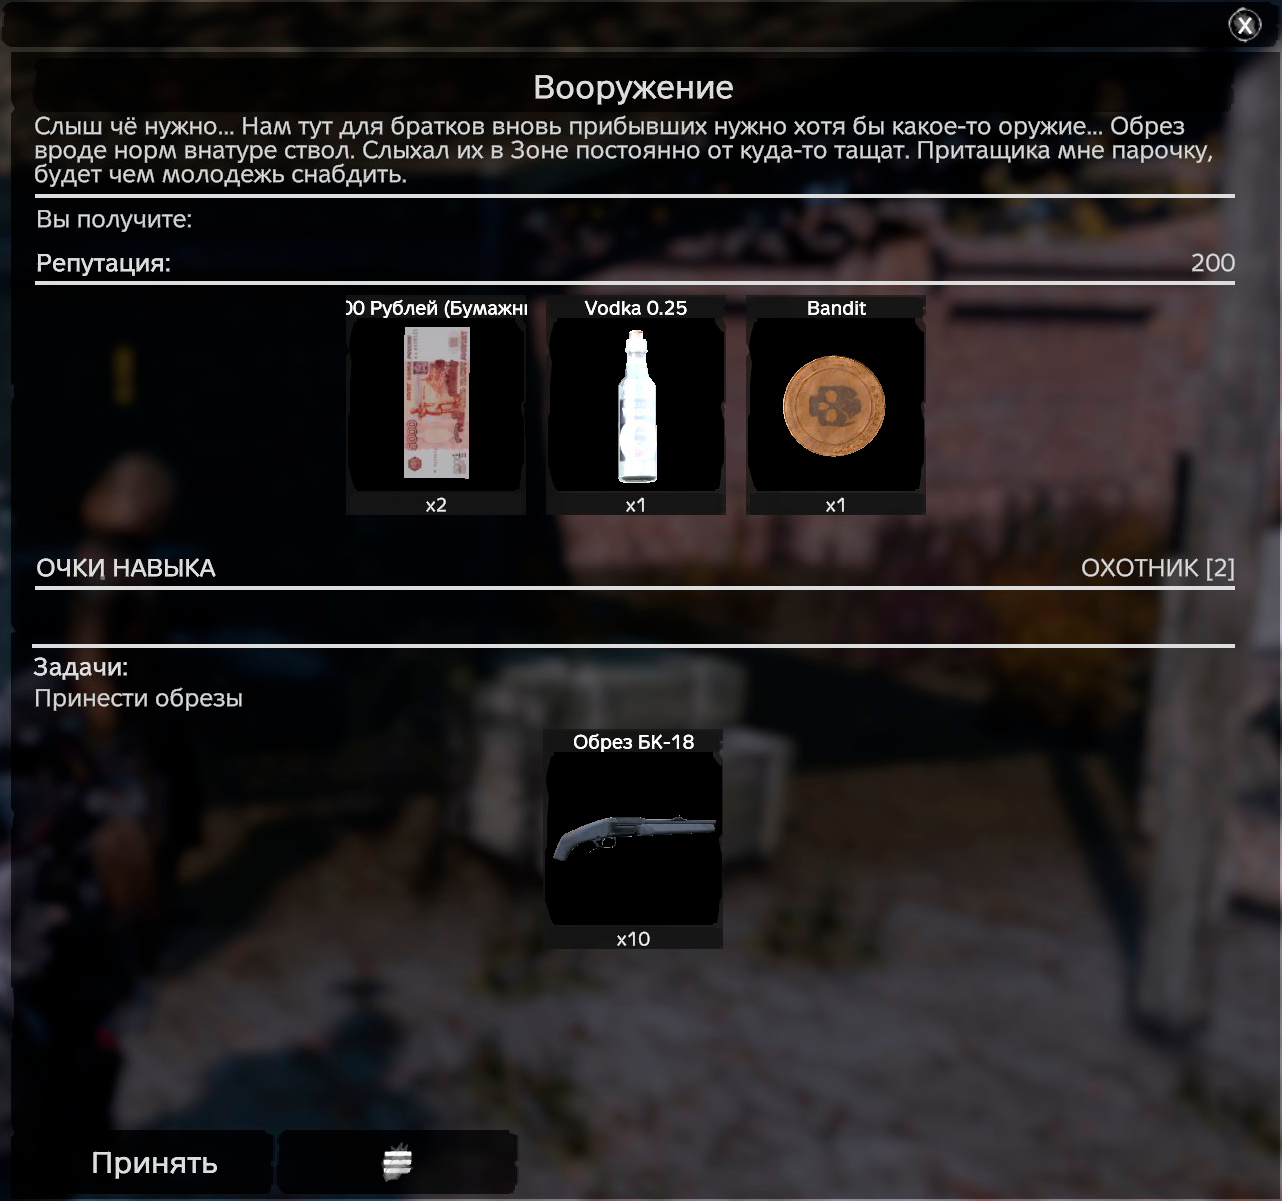 X
Вооружение
Слыш чё нужно... Нам тут для братков вновь прибывших нужно хотя бы какое-то оружие... Обрез
вроде норм внатуре ствол. Слыхал их в Зоне постоянно от куда-то тащат. Притащика мне парочку,
будет чем молодежь снабдить.
Вы получите:
Репутация: 200
00 Рублей (Бумажн Vodka 0.25 Bandit
x2 x1 x1
ОЧКИ НАВЫКА ОХОТНИК [2]
Задачи:
Принести обрезы
Обрез БК-18
x10
Принять